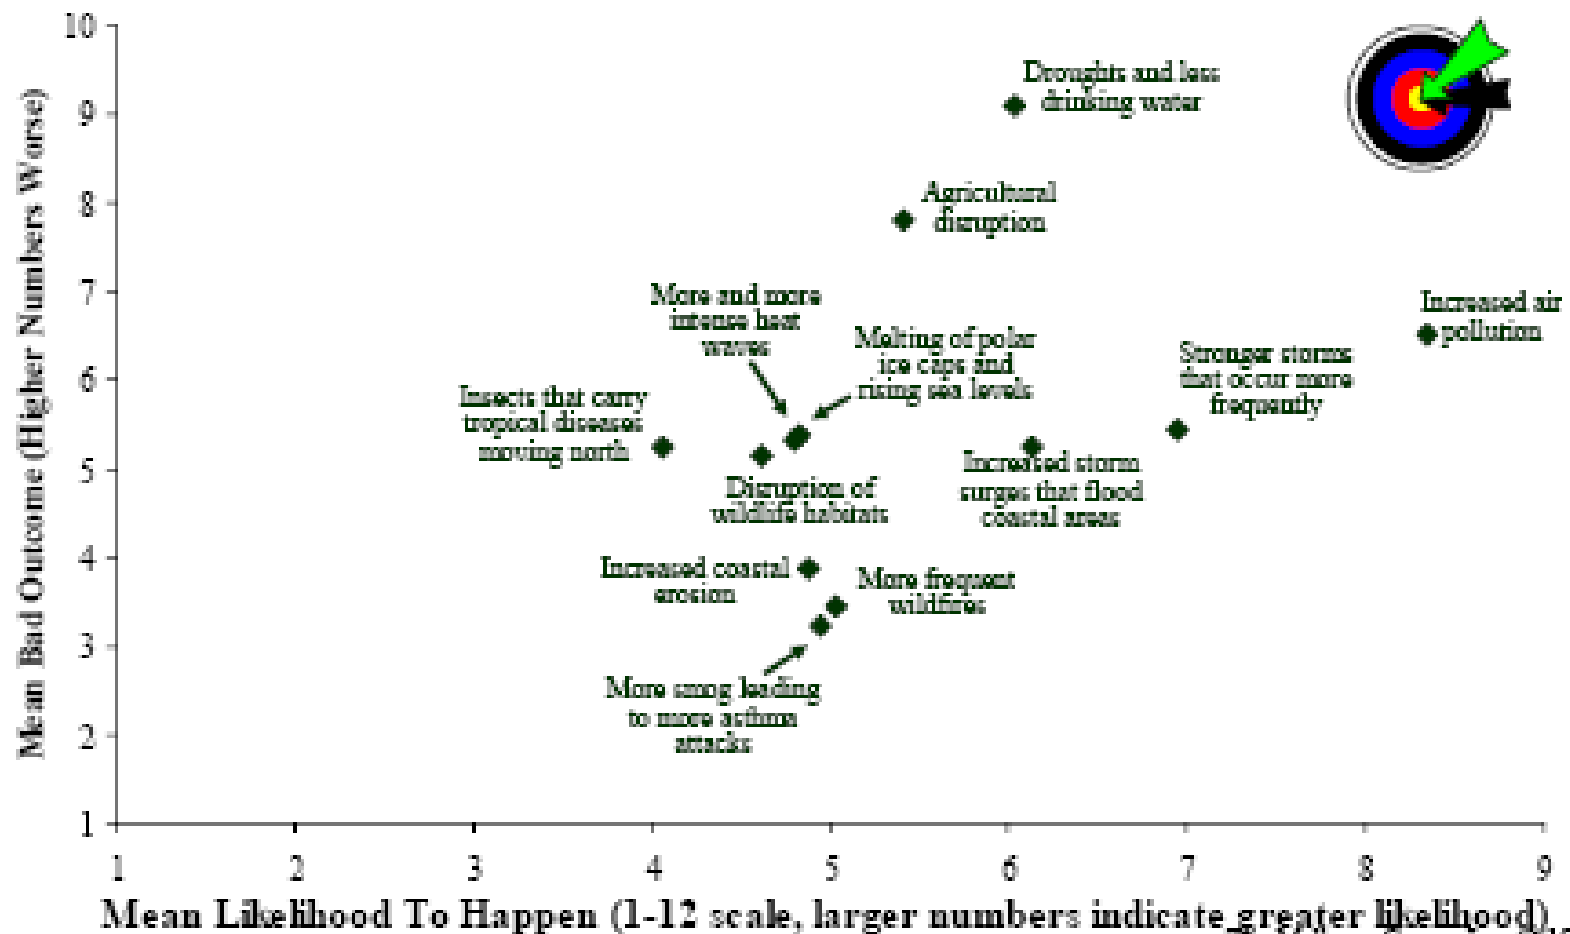 Mean Bad Outcome (Higher Numbers Worse)
10
9
8
7
6
5
4
3
2
1
Droughts and less
drinking water
Agricultural
disruption
More and more
intense heat
waves
Melting of polar
ice caps and
rising sea levels
Increased air
pollution
Stronger storms
that occur more
frequently
Insects that carry
tropical diseases
moving north
Disruption of
wildlife habitats
Increased storm
surges that flood
coastal areas
Increased coastal
erosion
More frequent
wildfires
More smog leading
to more asthma
attacks
1 2 3 4 5 6 7 8 9
Mean Likelihood To Happen (1-12 scale, larger numbers indicate greater likelihood)